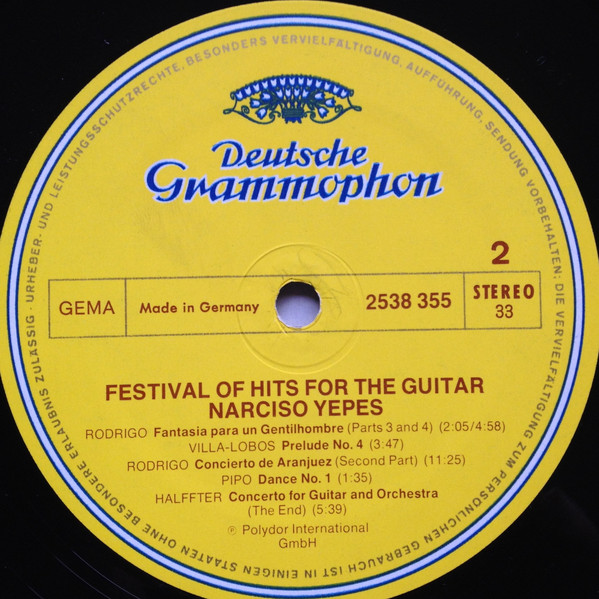 URHEBER- UND LEISTUNGSSCHUTZRECHTE, BESONDERS VERVIELFÄLTIGUNG, AUFFÜHRUNG, SENDUNG VORBEHALTEN; DIE VERVIELFÄLTIGUNG ZUM PERSÖNLICHEN GEBRAUCH IST IN EINIGEN STAATEN OHNE BESONDERE ERLAUBNIS ZULÄSSIG ·
Deutsche
Grammophon
2
GEMA
Made in Germany
2538 355
STEREO
33
FESTIVAL OF HITS FOR THE GUITAR
NARCISO YEPES
RODRIGO Fantasia para un Gentilhombre (Parts 3 and 4) (2:05/4:58)
VILLA-LOBOS Prelude No. 4 (3:47)
RODRIGO Concierto de Aranjuez (Second Part) (11:25)
PIPO Dance No. 1 (1:35)
HALFFTER Concerto for Guitar and Orchestra
(The End) (5:39)
℗ Polydor International
GmbH